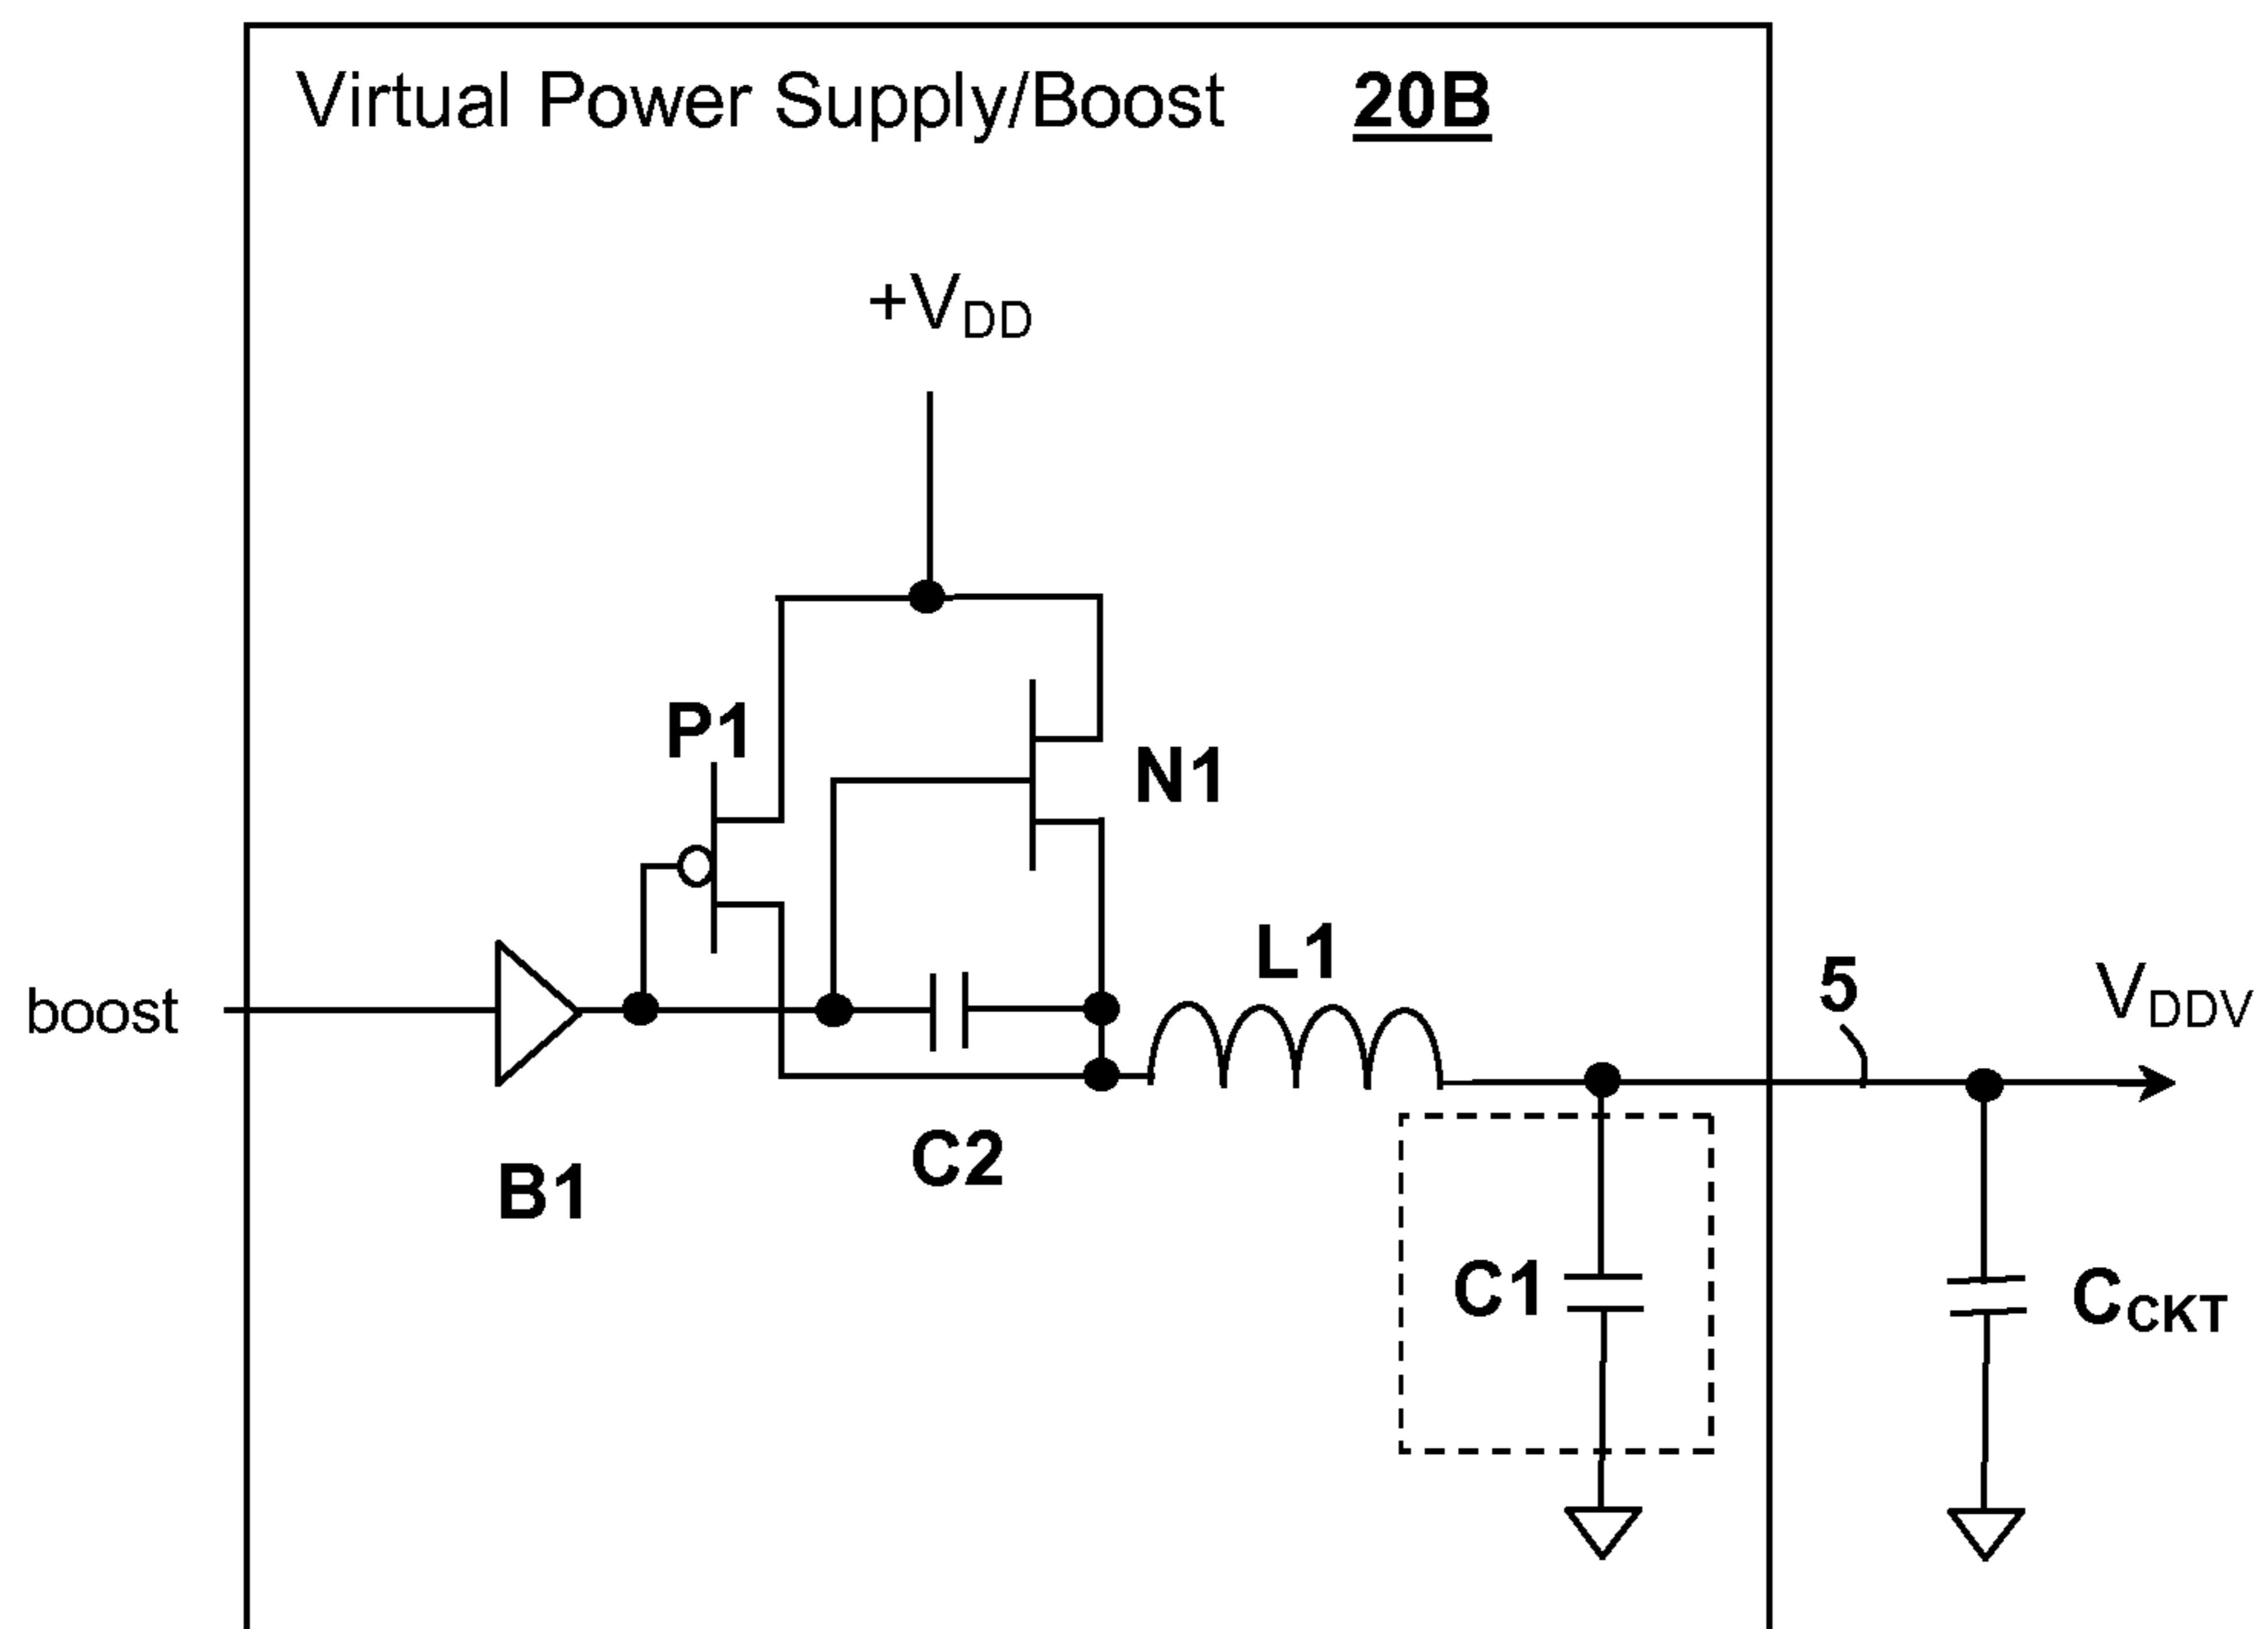 Virtual Power Supply/Boost 20B
+VDD
P1
N1
L1
boost
5
VDDV
C2
B1
C1
CCKT